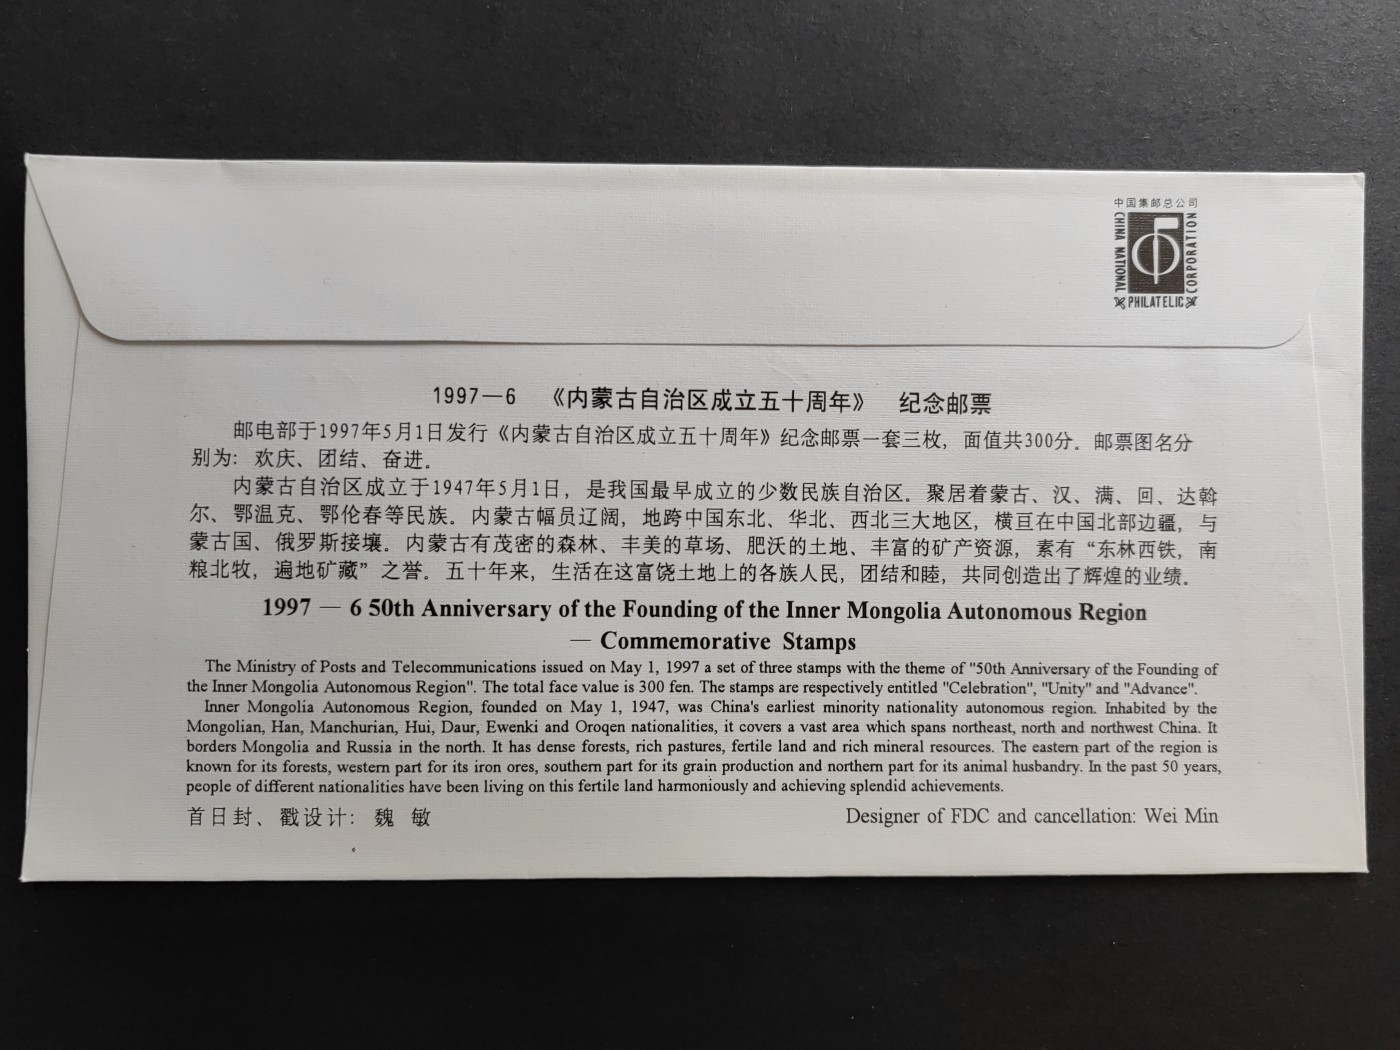 中国集邮总公司
CHINA NATIONAL
PHILATELIC
CORPORATION
1997—6 《内蒙古自治区成立五十周年》 纪念邮票
邮电部于1997年5月1日发行《内蒙古自治区成立五十周年》纪念邮票一套三枚，面值共300分。邮票图名分
别为：欢庆、团结、奋进。
内蒙古自治区成立于1947年5月1日，是我国最早成立的少数民族自治区。聚居着蒙古、汉、满、回、达斡
尔、鄂温克、鄂伦春等民族。内蒙古幅员辽阔，地跨中国东北、华北、西北三大地区，横亘在中国北部边疆，与
蒙古国、俄罗斯接壤。内蒙古有茂密的森林、丰美的草场、肥沃的土地、丰富的矿产资源，素有“东林西铁，南
粮北牧，遍地矿藏”之誉。五十年来，生活在这富饶土地上的各族人民，团结和睦，共同创造出了辉煌的业绩。
1997 — 6 50th Anniversary of the Founding of the Inner Mongolia Autonomous Region
— Commemorative Stamps
The Ministry of Posts and Telecommunications issued on May 1, 1997 a set of three stamps with the theme of "50th Anniversary of the Founding of
the Inner Mongolia Autonomous Region". The total face value is 300 fen. The stamps are respectively entitled "Celebration", "Unity" and "Advance".
Inner Mongolia Autonomous Region, founded on May 1, 1947, was China's earliest minority nationality autonomous region. Inhabited by the
Mongolian, Han, Manchurian, Hui, Daur, Ewenki and Oroqen nationalities, it covers a vast area which spans northeast, north and northwest China. It
borders Mongolia and Russia in the north. It has dense forests, rich pastures, fertile land and rich mineral resources. The eastern part of the region is
known for its forests, western part for its iron ores, southern part for its grain production and northern part for its animal husbandry. In the past 50 years,
people of different nationalities have been living on this fertile land harmoniously and achieving splendid achievements.
首日封、戳设计：魏 敏
Designer of FDC and cancellation: Wei Min